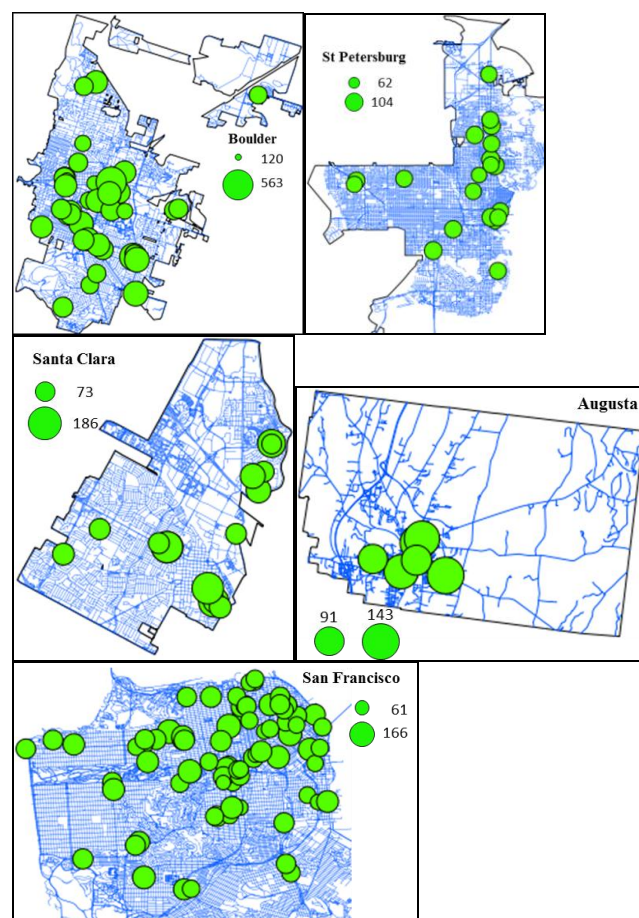 St Petersburg
62
104
Boulder
120
563
Santa Clara
73
186
Augusta
91 143
San Francisco
61
166